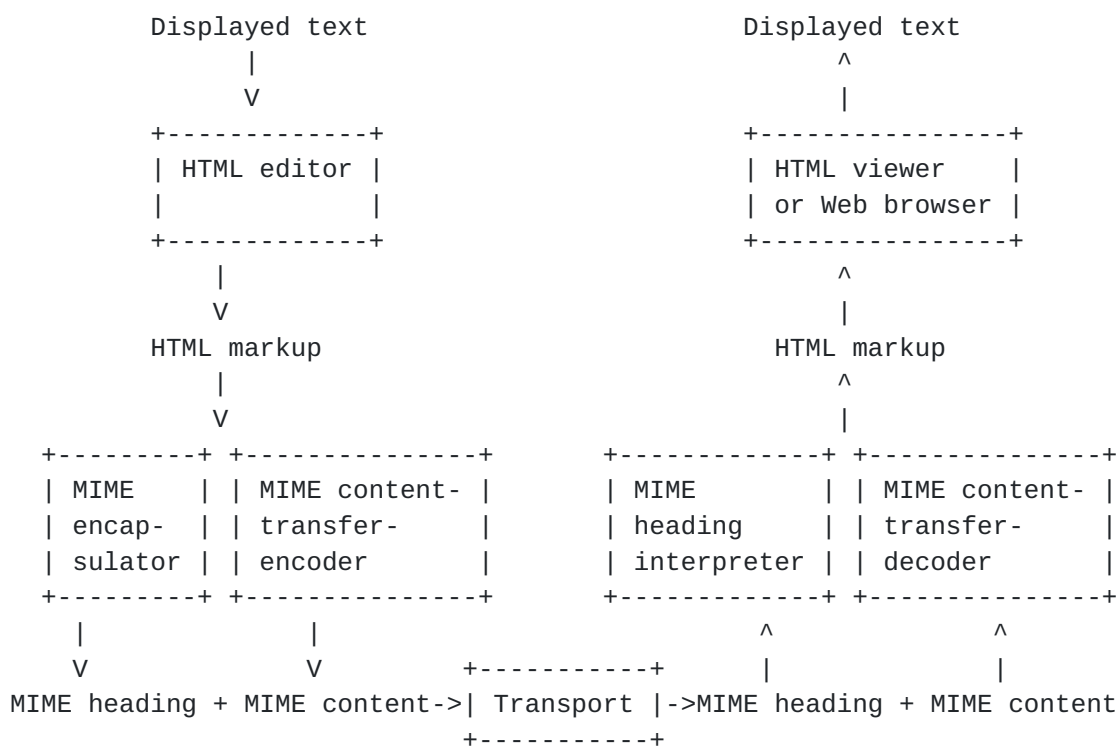 Displayed text                        Displayed text
      |                                     ^
      V                                     |
+-------------+                       +----------------+
| HTML editor |                       | HTML viewer    |
|             |                       | or Web browser |
+-------------+                       +----------------+
    |                                       ^
    V                                       |
HTML markup                             HTML markup
    |                                       ^
    V                                       |
+---------+ +---------------+       +-------------+ +---------------+
| MIME    | | MIME content- |       | MIME        | | MIME content- |
| encap-  | | transfer-     |       | heading     | | transfer-     |
| sulator | | encoder       |       | interpreter | | decoder       |
+---------+ +---------------+       +-------------+ +---------------+
  |              |                            ^              ^
  V              V         +-----------+      |              |
MIME heading + MIME content->| Transport |->MIME heading + MIME content
                           +-----------+